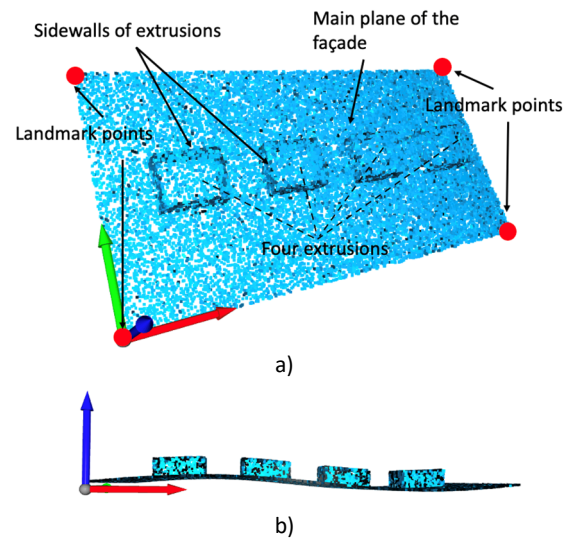 Sidewalls of extrusions
Main plane of the
façade
Landmark points
Landmark points
Four extrusions
a)
b)